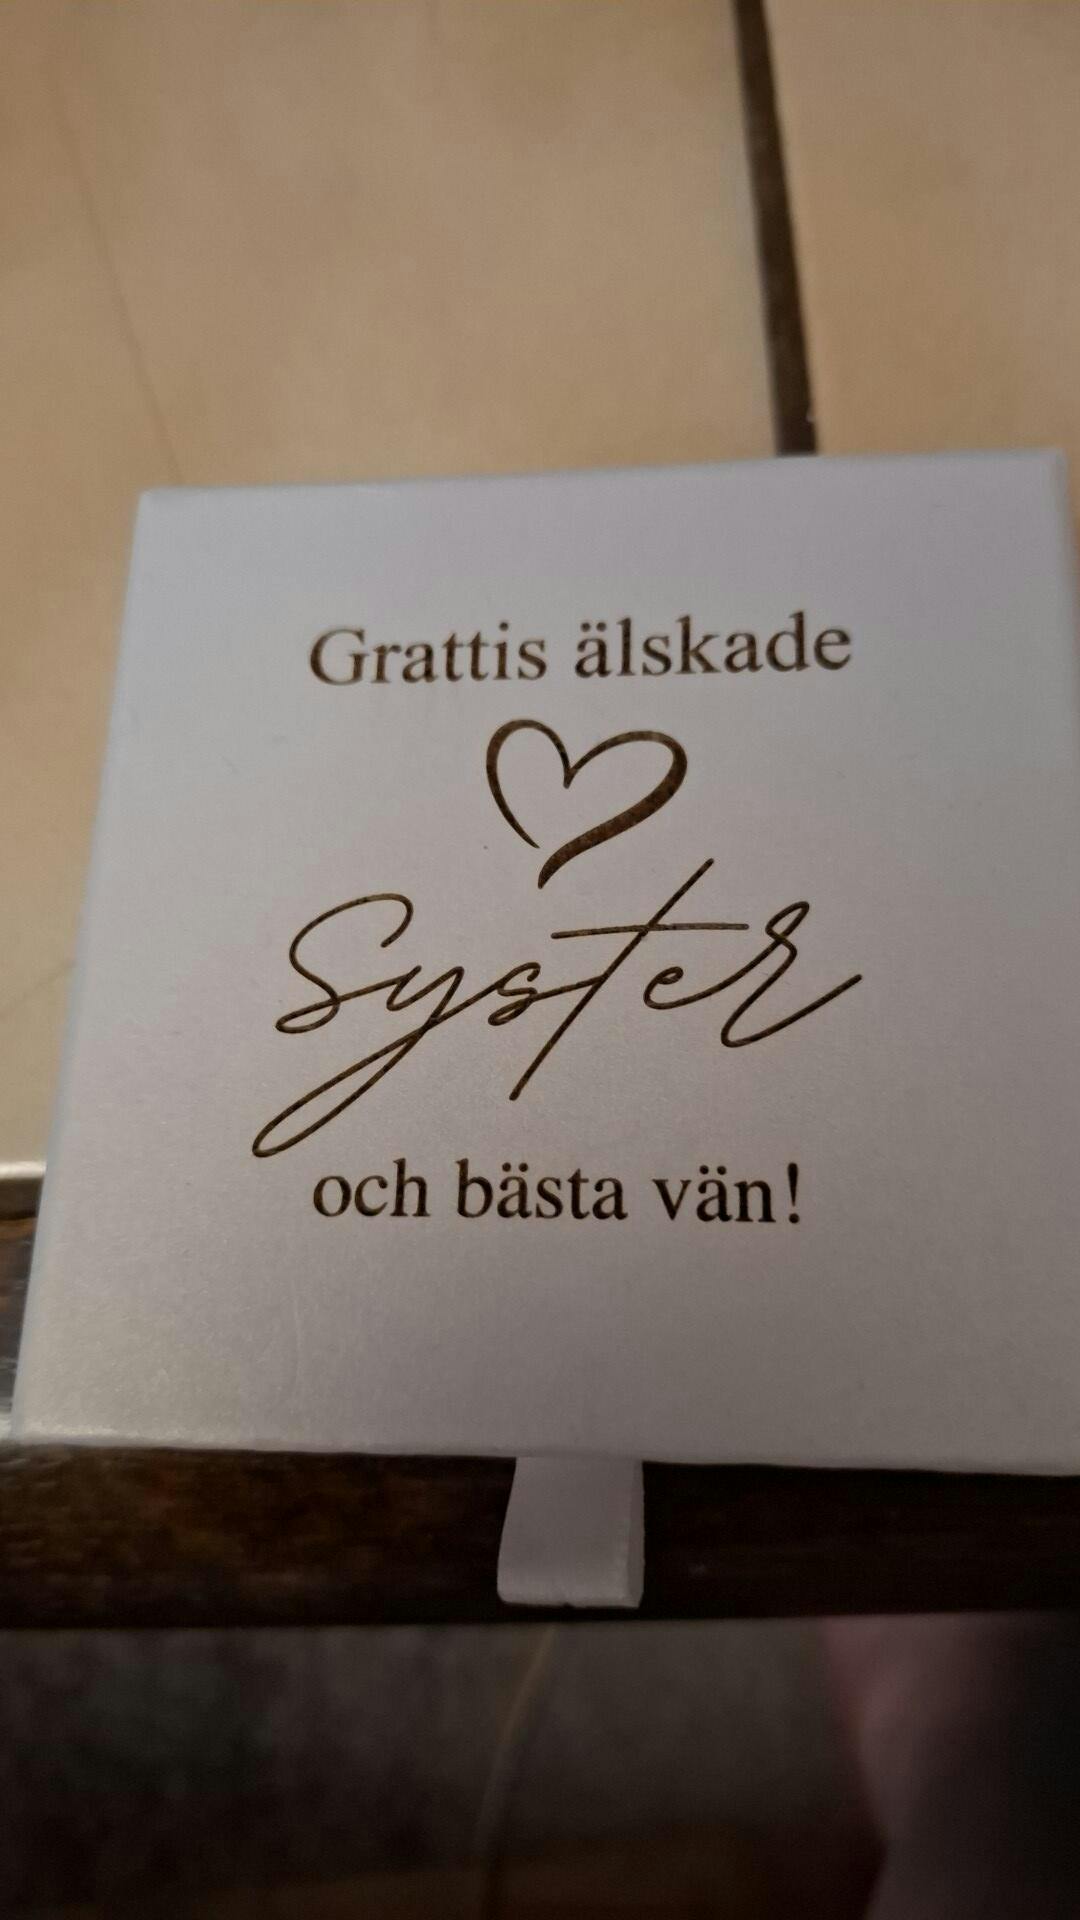 Grattis älskade
Syster
och bästa vän!